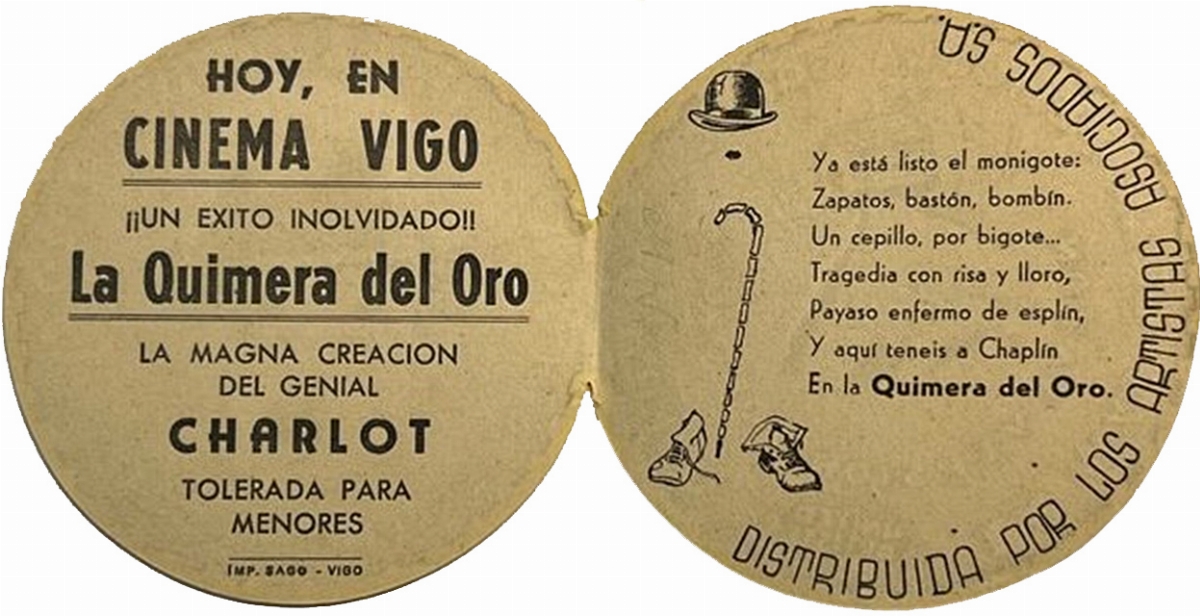 HOY, EN
CINEMA VIGO
¡¡UN EXITO INOLVIDADO!!
La Quimera del Oro
LA MAGNA CREACION
DEL GENIAL
CHARLOT
TOLERADA PARA
MENORES
IMP. SAGO - VIGO
Ya está listo el monigote:
Zapatos, bastón, bombín.
Un cepillo, por bigote...
Tragedia con risa y lloro,
Payaso enfermo de esplín,
Y aquí teneis a Chaplín
En la Quimera del Oro.
DISTRIBUIDA POR LOS ARTISTAS ASOCIADOS S.A.